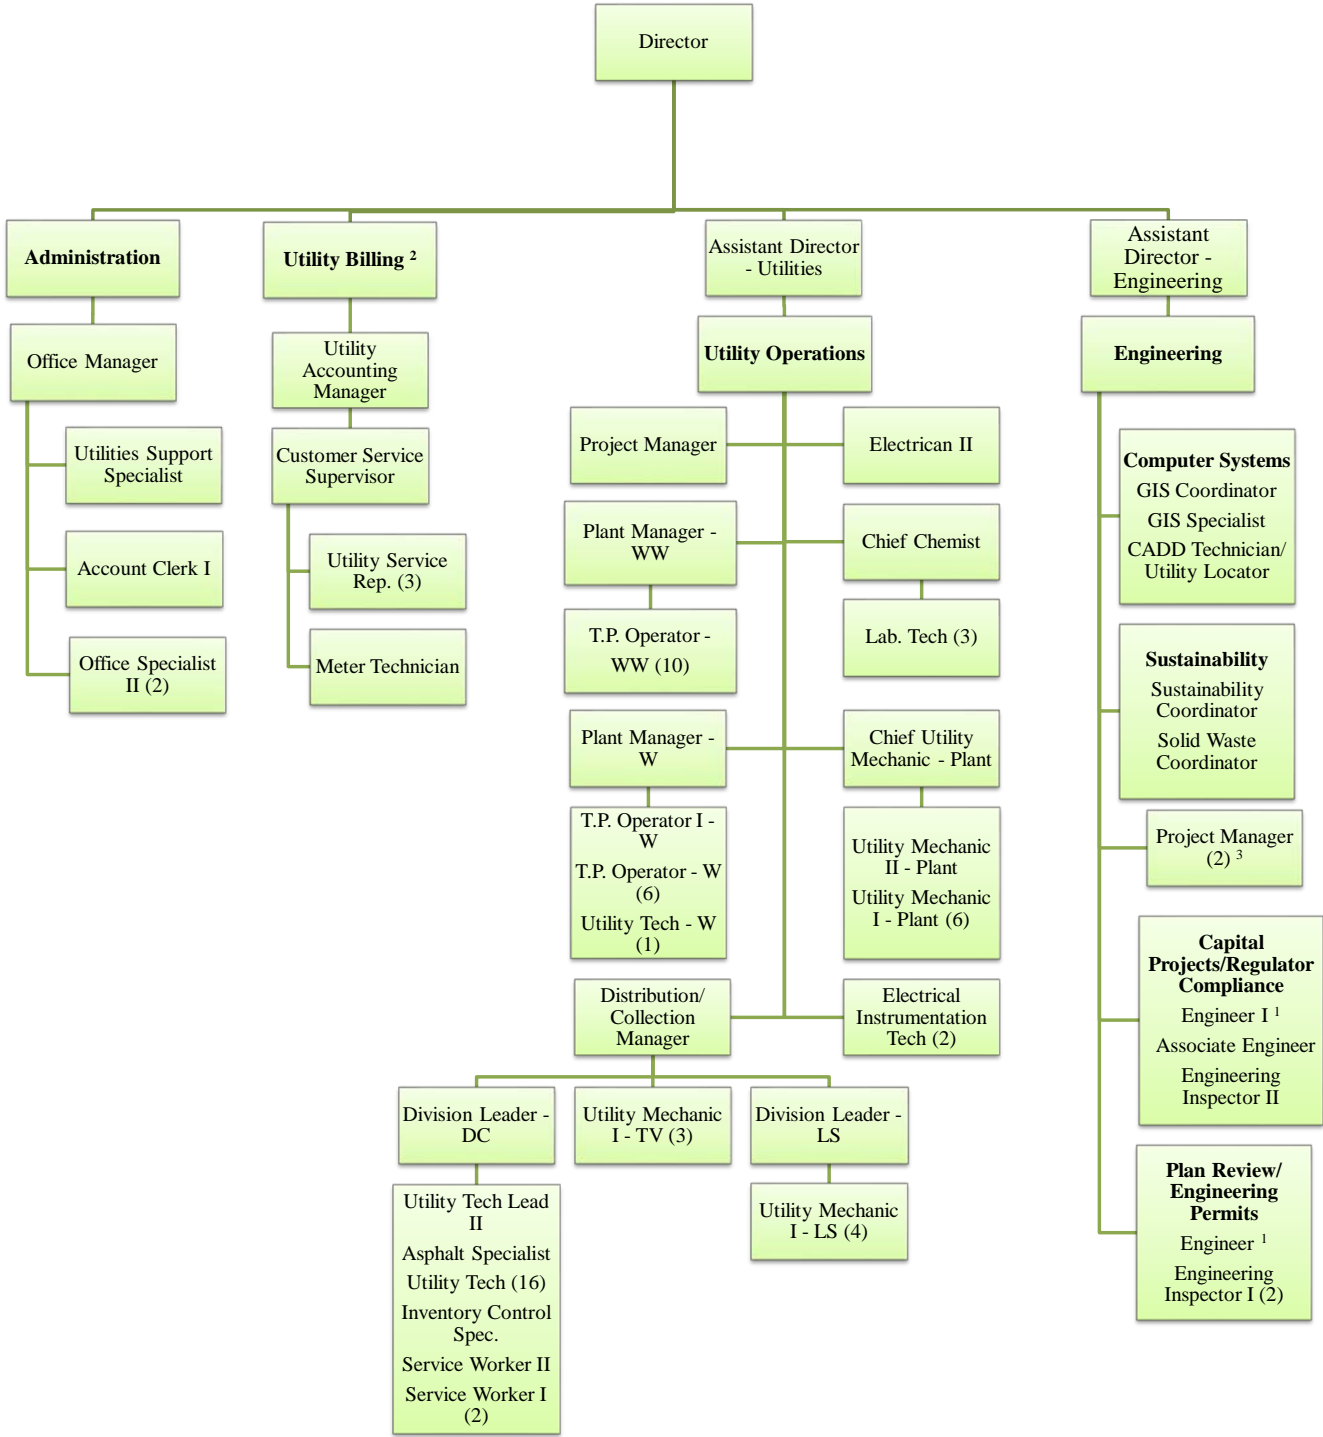 Director
Administration
Office Manager
Utilities Support
Specialist
Account Clerk I
Office Specialist
II (2)
Utility Billing ²
Utility
Accounting
Manager
Customer Service
Supervisor
Utility Service
Rep. (3)
Meter Technician
Assistant Director
- Utilities
Utility Operations
Project Manager
Electrican II
Plant Manager -
WW
Chief Chemist
T.P. Operator -
WW (10)
Lab. Tech (3)
Plant Manager -
W
Chief Utility
Mechanic - Plant
T.P. Operator I -
W
T.P. Operator - W
(6)
Utility Tech - W
(1)
Utility Mechanic
II - Plant
Utility Mechanic
I - Plant (6)
Distribution/
Collection
Manager
Electrical
Instrumentation
Tech (2)
Division Leader -
DC
Utility Mechanic
I - TV (3)
Division Leader -
LS
Utility Tech Lead
II
Asphalt Specialist
Utility Tech (16)
Inventory Control
Spec.
Service Worker II
Service Worker I
(2)
Utility Mechanic
I - LS (4)
Assistant
Director -
Engineering
Engineering
Computer Systems
GIS Coordinator
GIS Specialist
CADD Technician/
Utility Locator
Sustainability
Sustainability
Coordinator
Solid Waste
Coordinator
Project Manager
(2) ³
Capital
Projects/Regulator
Compliance
Engineer I ¹
Associate Engineer
Engineering
Inspector II
Plan Review/
Engineering
Permits
Engineer ¹
Engineering
Inspector I (2)